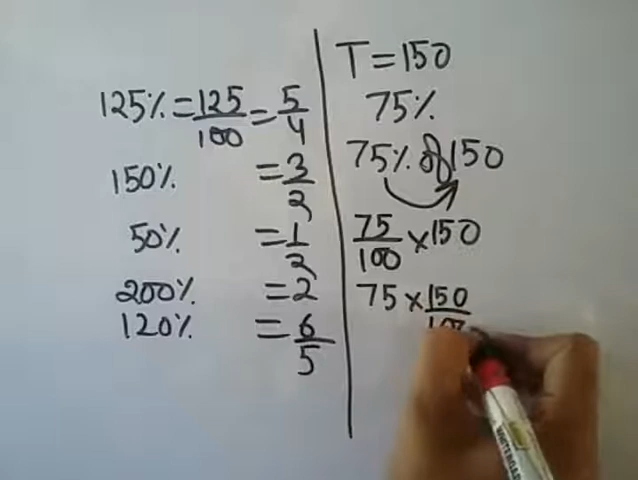 125% = 125/100 = 5/4
150% = 3/2
50% = 1/2
200% = 2
120% = 6/5
T = 150
75%
75% of 150
75/100 × 150
75 × 150/100